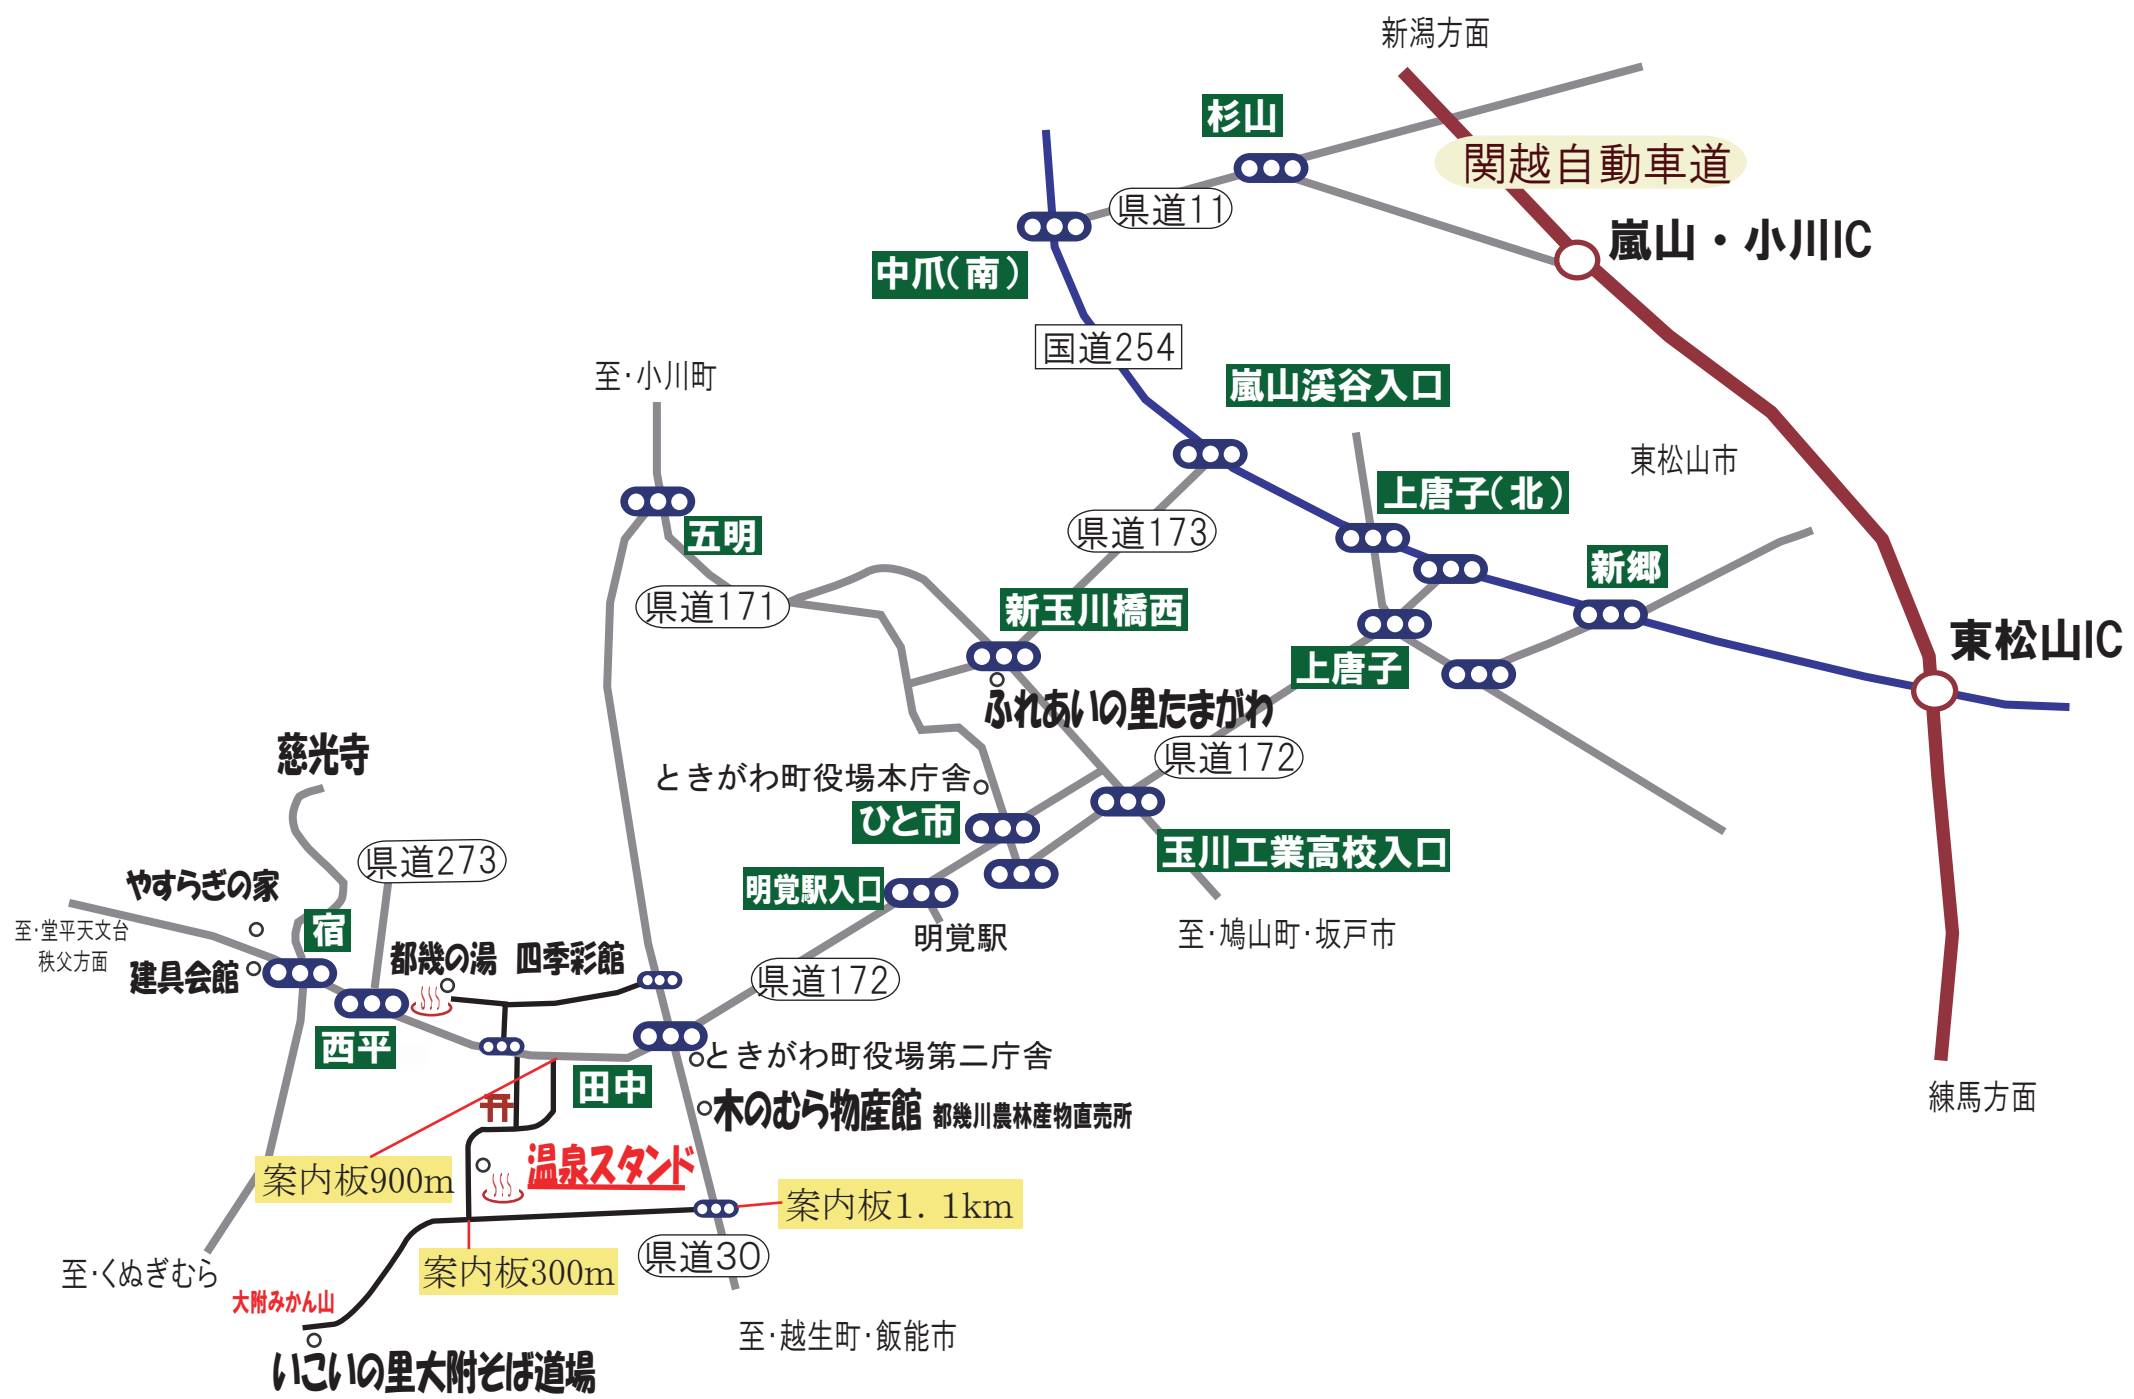 新潟方面
杉山
関越自動車道
県道11
嵐山・小川IC
中爪(南)
国道254
至・小川町
嵐山渓谷入口
東松山市
上唐子(北)
五明
県道173
新郷
県道171
新玉川橋西
東松山IC
上唐子
ふれあいの里たまがわ
慈光寺
県道172
ときがわ町役場本庁舎
ひと市
玉川工業高校入口
県道273
やすらぎの家
明覚駅入口
至・堂平天文台
秩父方面
宿
明覚駅
至・鳩山町・坂戸市
都幾の湯 四季彩館
建具会館
県道172
西平
ときがわ町役場第二庁舎
田中
練馬方面
木のむら物産館 都幾川農林産物直売所
温泉スタンド
案内板900m
案内板1.1km
県道30
至・くぬぎむら
案内板300m
大附みかん山
至・越生町・飯能市
いこいの里大附そば道場